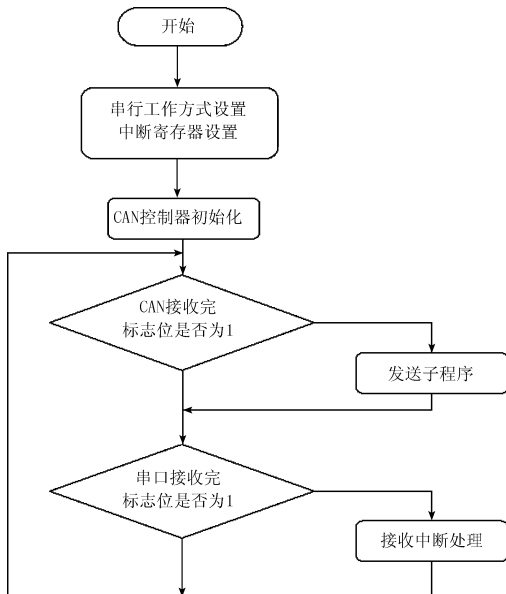 开始
串行工作方式设置
中断寄存器设置
CAN控制器初始化
CAN接收完
标志位是否为1
发送子程序
串口接收完
标志位是否为1
接收中断处理